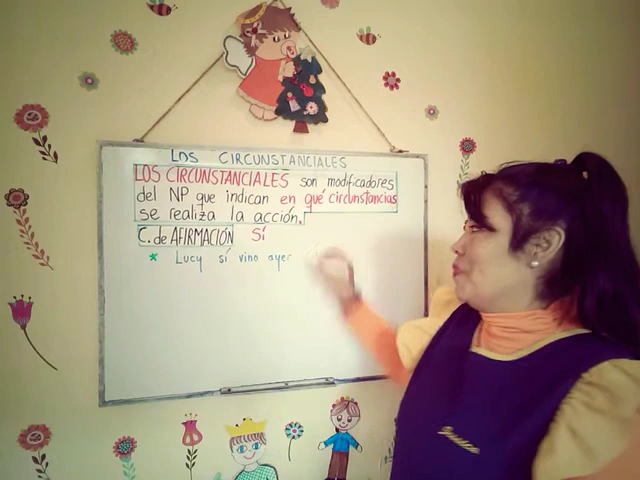 LOS CIRCUNSTANCIALES
LOS CIRCUNSTANCIALES son modificadores
del NP que indican en qué circunstancias
se realiza la acción.
C. de AFIRMACIÓN Sí
* Lucy sí vino ayer